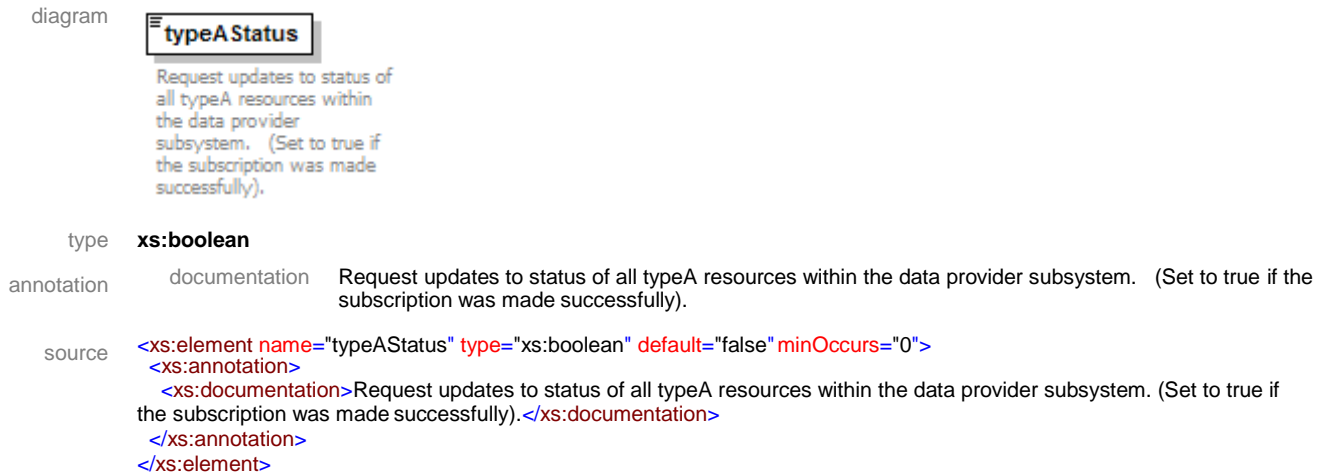 diagram
typeAStatus
Request updates to status of
all typeA resources within
the data provider
subsystem. (Set to true if
the subscription was made
successfully).
type xs:boolean
annotation documentation Request updates to status of all typeA resources within the data provider subsystem. (Set to true if the
subscription was made successfully).
source <xs:element name="typeAStatus" type="xs:boolean" default="false"minOccurs="0">
<xs:annotation>
<xs:documentation>Request updates to status of all typeA resources within the data provider subsystem. (Set to true if
the subscription was made successfully).</xs:documentation>
</xs:annotation>
</xs:element>